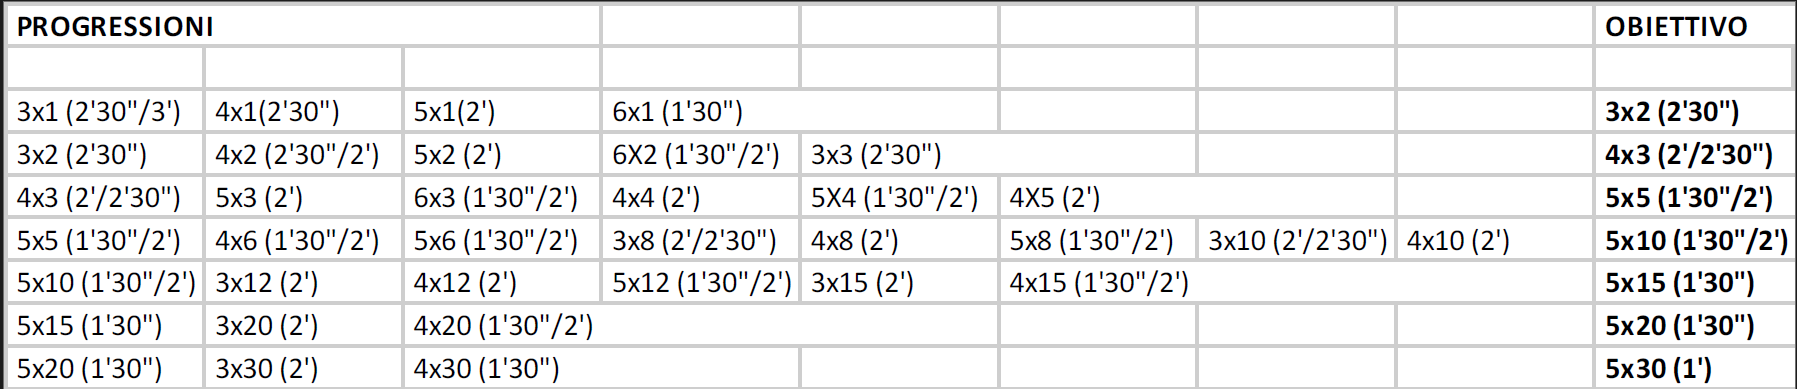 PROGRESSIONI OBIETTIVO
3x1 (2'30"/3') 4x1(2'30") 5x1(2') 6x1 (1'30") 3x2 (2'30")
3x2 (2'30") 4x2 (2'30"/2') 5x2 (2') 6X2 (1'30"/2') 3x3 (2'30") 4x3 (2'/2'30")
4x3 (2'/2'30") 5x3 (2') 6x3 (1'30"/2') 4x4 (2') 5X4 (1'30"/2') 4X5 (2') 5x5 (1'30"/2')
5x5 (1'30"/2') 4x6 (1'30"/2') 5x6 (1'30"/2') 3x8 (2'/2'30") 4x8 (2') 5x8 (1'30"/2') 3x10 (2'/2'30") 4x10 (2') 5x10 (1'30"/2')
5x10 (1'30"/2') 3x12 (2') 4x12 (2') 5x12 (1'30"/2') 3x15 (2') 4x15 (1'30"/2') 5x15 (1'30")
5x15 (1'30") 3x20 (2') 4x20 (1'30"/2') 5x20 (1'30")
5x20 (1'30") 3x30 (2') 4x30 (1'30") 5x30 (1')